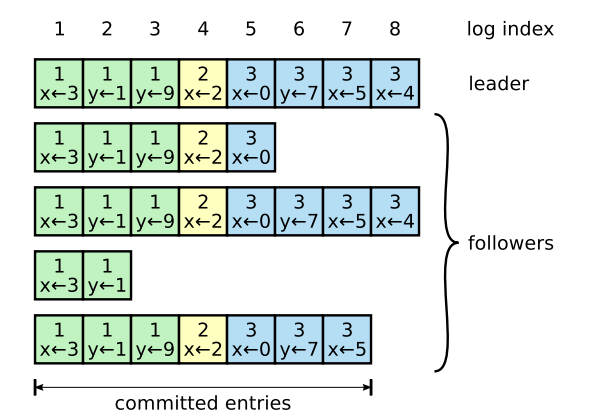 1 2 3 4 5 6 7 8 log index
1 1 1 2 3 3 3 3
x←3 y←1 y←9 x←2 x←0 y←7 x←5 x←4
leader
1 1 1 2 3
x←3 y←1 y←9 x←2 x←0
1 1 1 2 3 3 3 3
x←3 y←1 y←9 x←2 x←0 y←7 x←5 x←4
followers
1 1
x←3 y←1
1 1 1 2 3 3 3
x←3 y←1 y←9 x←2 x←0 y←7 x←5
committed entries